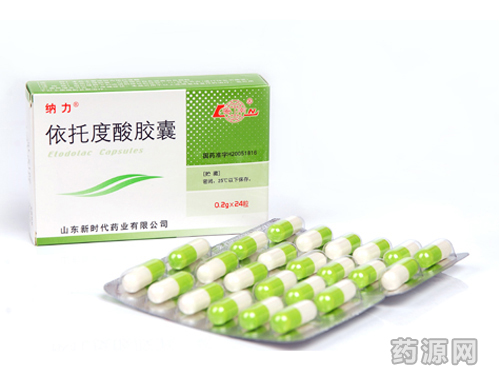 纳力®
依托度酸胶囊
Etodolac Capsules
山东新时代药业有限公司
国药准字H20051818
[贮藏]
密闭，25℃以下保存。
0.2g×24粒
药源网